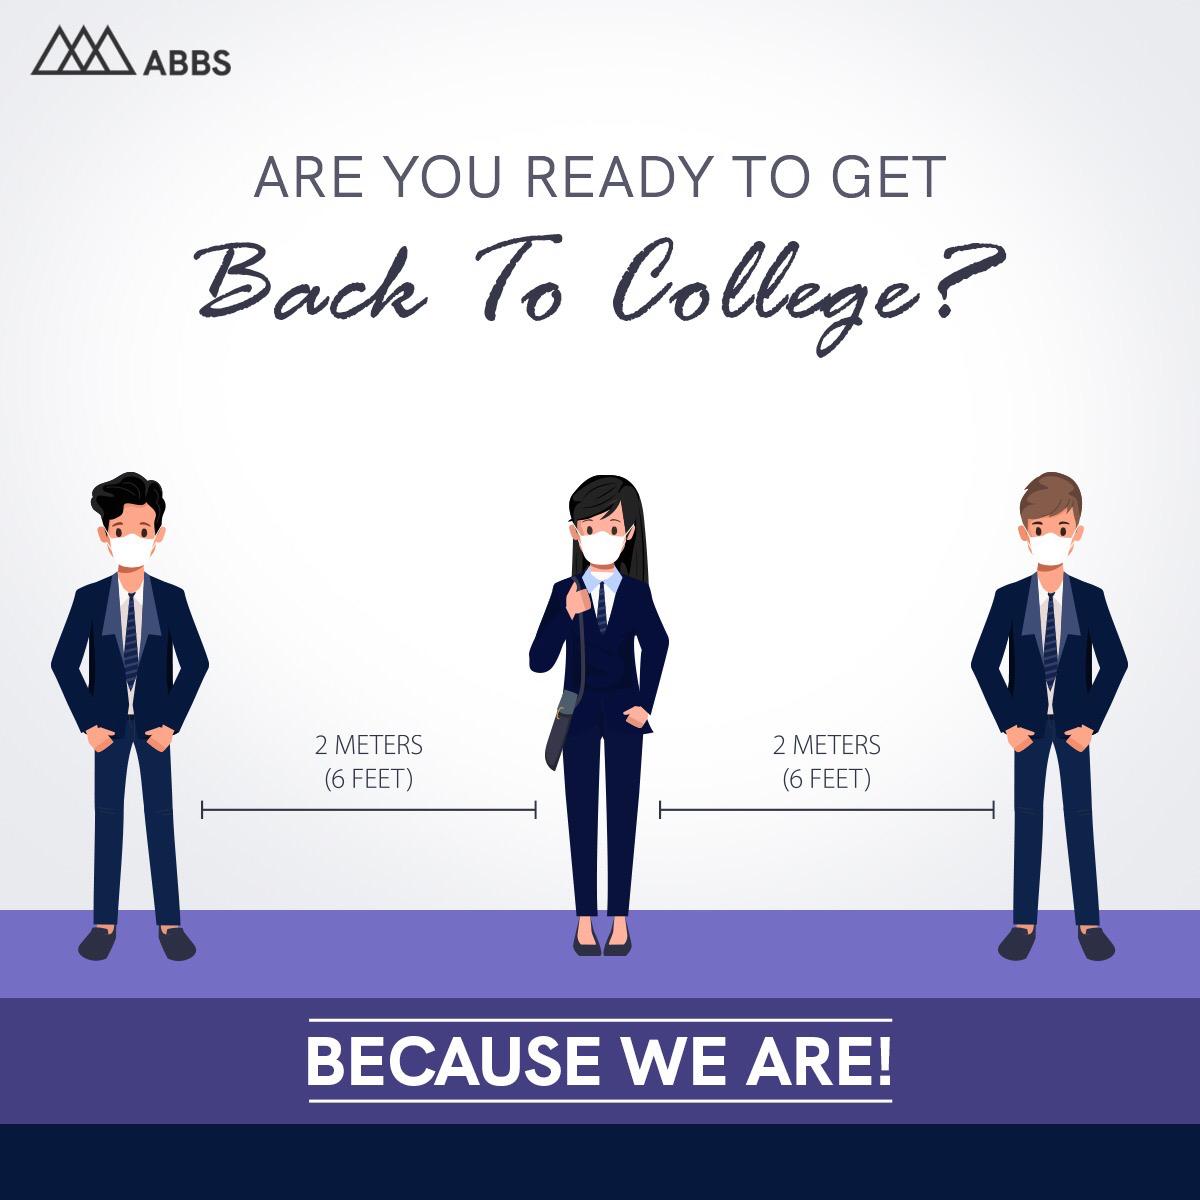 ABBS
ARE YOU READY TO GET
Back To College?
2 METERS
(6 FEET)
2 METERS
(6 FEET)
BECAUSE WE ARE!